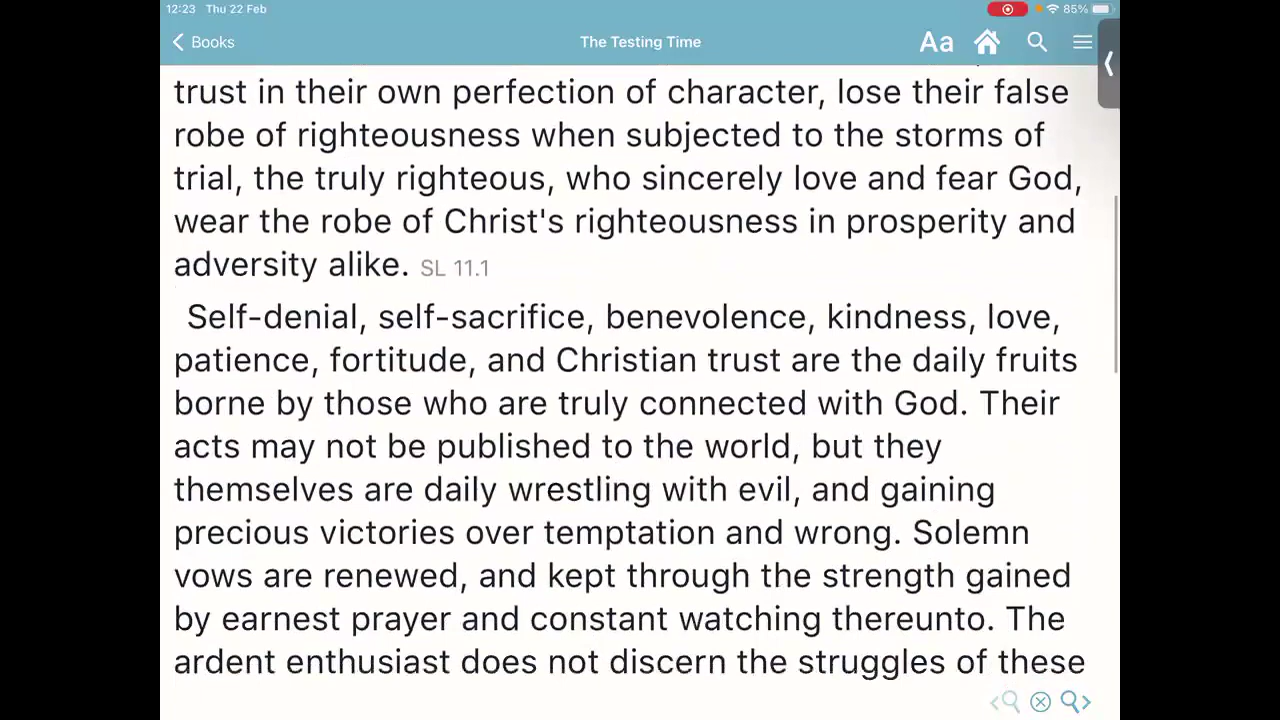 12:23 Thu 22 Feb 85%
Books The Testing Time Aa
trust in their own perfection of character, lose their false
robe of righteousness when subjected to the storms of
trial, the truly righteous, who sincerely love and fear God,
wear the robe of Christ's righteousness in prosperity and
adversity alike. SL 11.1
Self-denial, self-sacrifice, benevolence, kindness, love,
patience, fortitude, and Christian trust are the daily fruits
borne by those who are truly connected with God. Their
acts may not be published to the world, but they
themselves are daily wrestling with evil, and gaining
precious victories over temptation and wrong. Solemn
vows are renewed, and kept through the strength gained
by earnest prayer and constant watching thereunto. The
ardent enthusiast does not discern the struggles of these